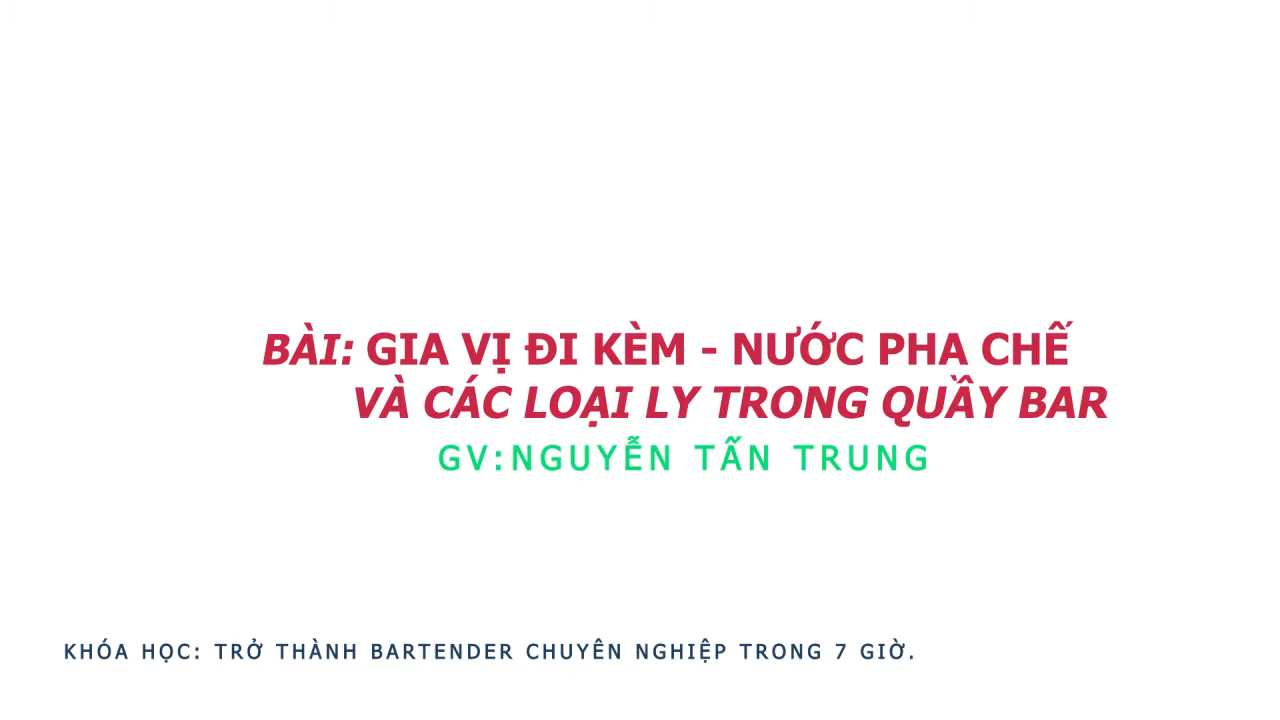 BÀI: GIA VỊ ĐI KÈM - NƯỚC PHA CHẾ
VÀ CÁC LOẠI LY TRONG QUẦY BAR
GV:NGUYỄN TẤN TRUNG
KHÓA HỌC: TRỞ THÀNH BARTENDER CHUYÊN NGHIỆP TRONG 7 GIỜ.